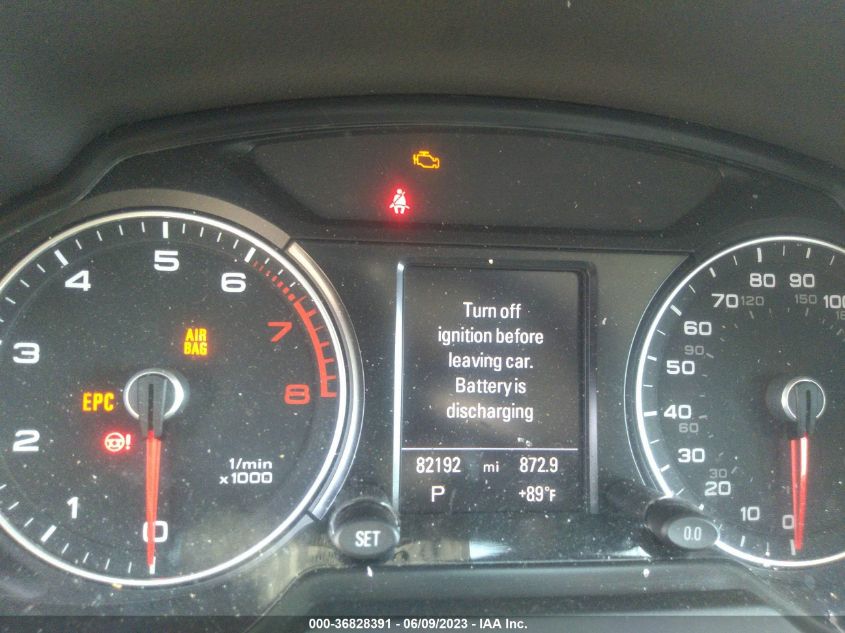 Turn off
ignition before
leaving car.
Battery is
discharging
82192 mi 872.9
P +89°F
AIR
BAG
EPC
!
1/min
x1000
0
1
2
3
4
5
6
7
8
SET
0.0
0
10
20
30
40
50
60
70
80
90
100
30
60
90
120
150
000-36828391 - 06/09/2023 - IAA Inc.